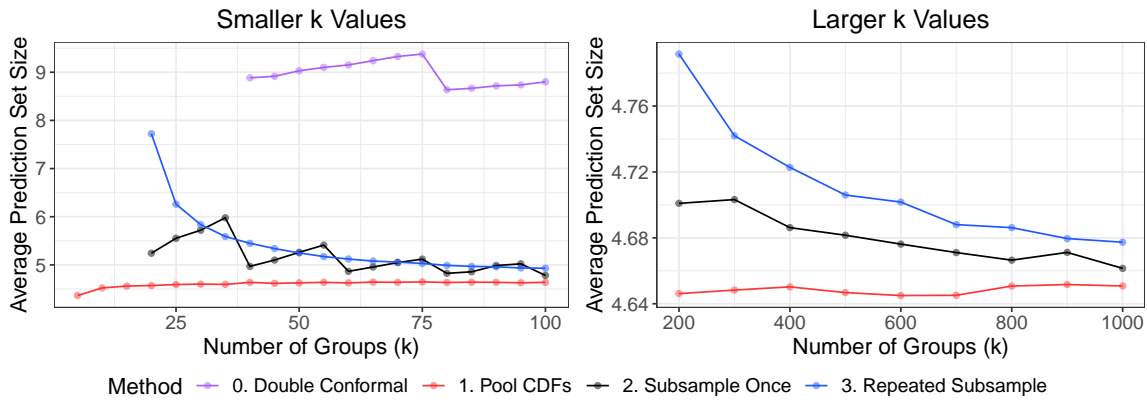 Smaller k Values
Average Prediction Set Size
9
8
7
6
5
25
50
75
100
Number of Groups (k)
Larger k Values
Average Prediction Set Size
4.76
4.72
4.68
4.64
200
400
600
800
1000
Number of Groups (k)
Method 0. Double Conformal 1. Pool CDFs 2. Subsample Once 3. Repeated Subsample